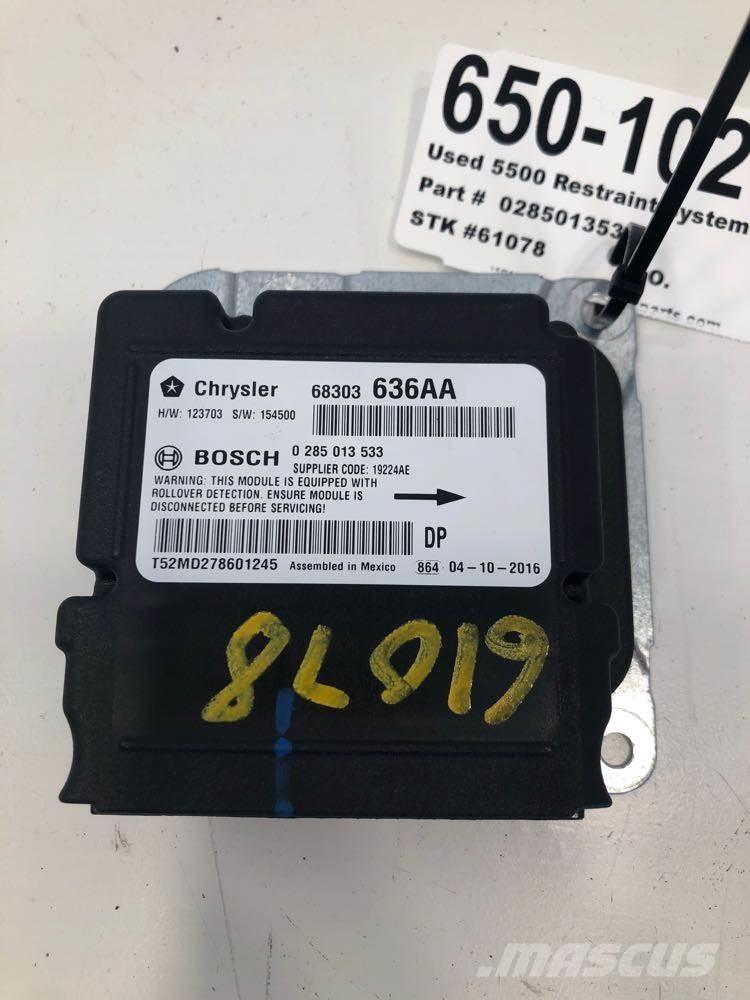 650-102
Used 5500 Restraint System
Part # 028501353
STK #61078
parts.com
Chrysler 68303 636AA
H/W: 123703 S/W: 154500
BOSCH 0 285 013 533
SUPPLIER CODE: 19224AE
WARNING: THIS MODULE IS EQUIPPED WITH
ROLLOVER DETECTION. ENSURE MODULE IS
DISCONNECTED BEFORE SERVICING!
DP
T52MD278601245 Assembled in Mexico 864 04-10-2016
61078
MASCUS